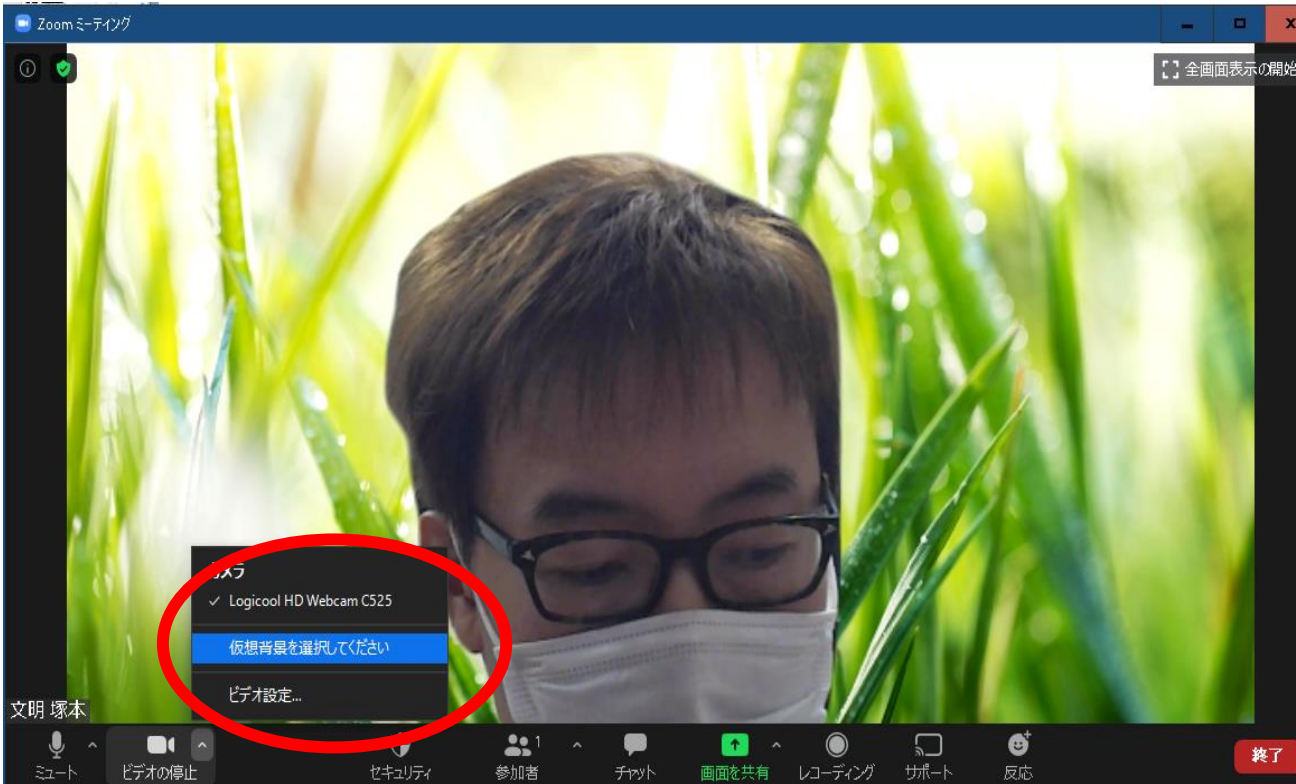 Zoom ミーティング
全画面表示の開始
カメラ
✓ Logicool HD Webcam C525
仮想背景を選択してください
ビデオ設定...
文明 塚本
ミュート
ビデオの停止
セキュリティ
参加者
1
チャット
画面を共有
レコーディング
サポート
反応
終了